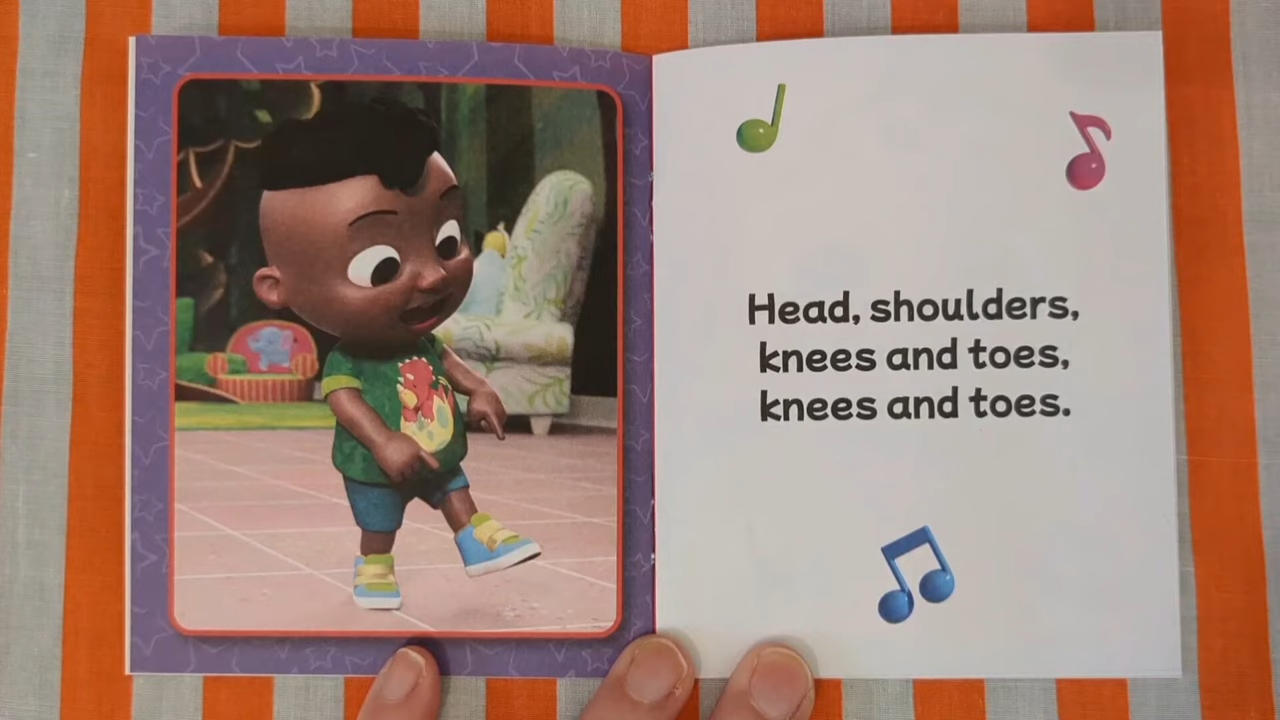 Head, shoulders,
knees and toes,
knees and toes.